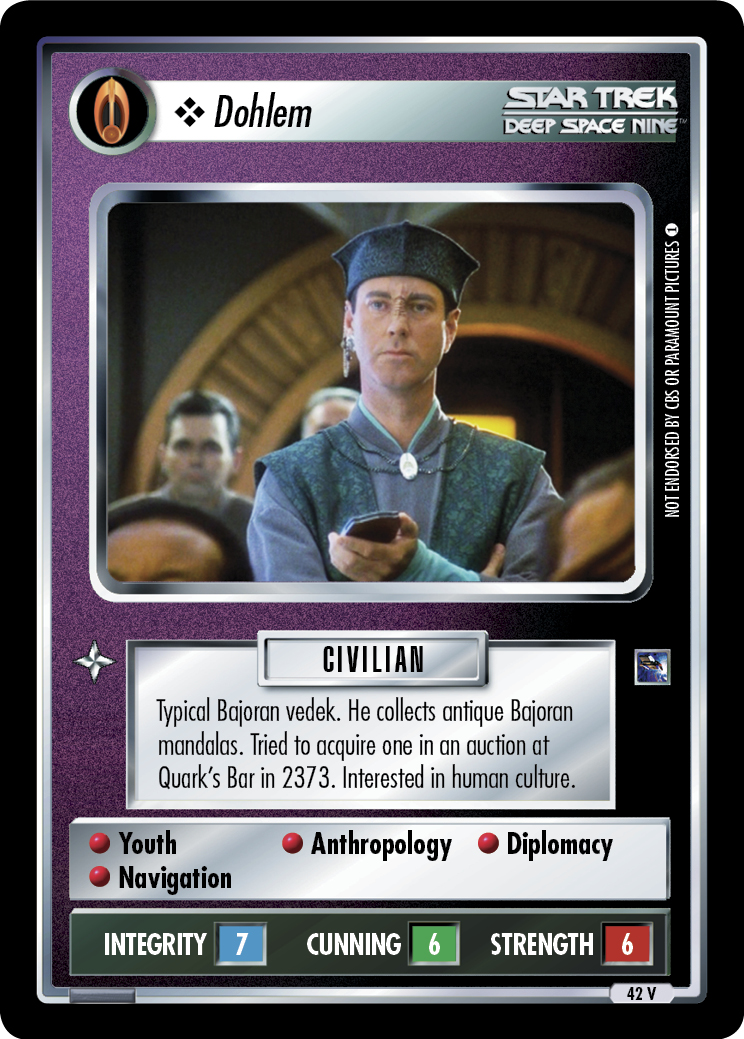 ❖ Dohlem
STAR TREK
DEEP SPACE NINE™
NOT ENDORSED BY CBS OR PARAMOUNT PICTURES
CIVILIAN
Typical Bajoran vedek. He collects antique Bajoran
mandalas. Tried to acquire one in an auction at
Quark's Bar in 2373. Interested in human culture.
Youth Anthropology Diplomacy
Navigation
INTEGRITY 7 CUNNING 6 STRENGTH 6
42 V